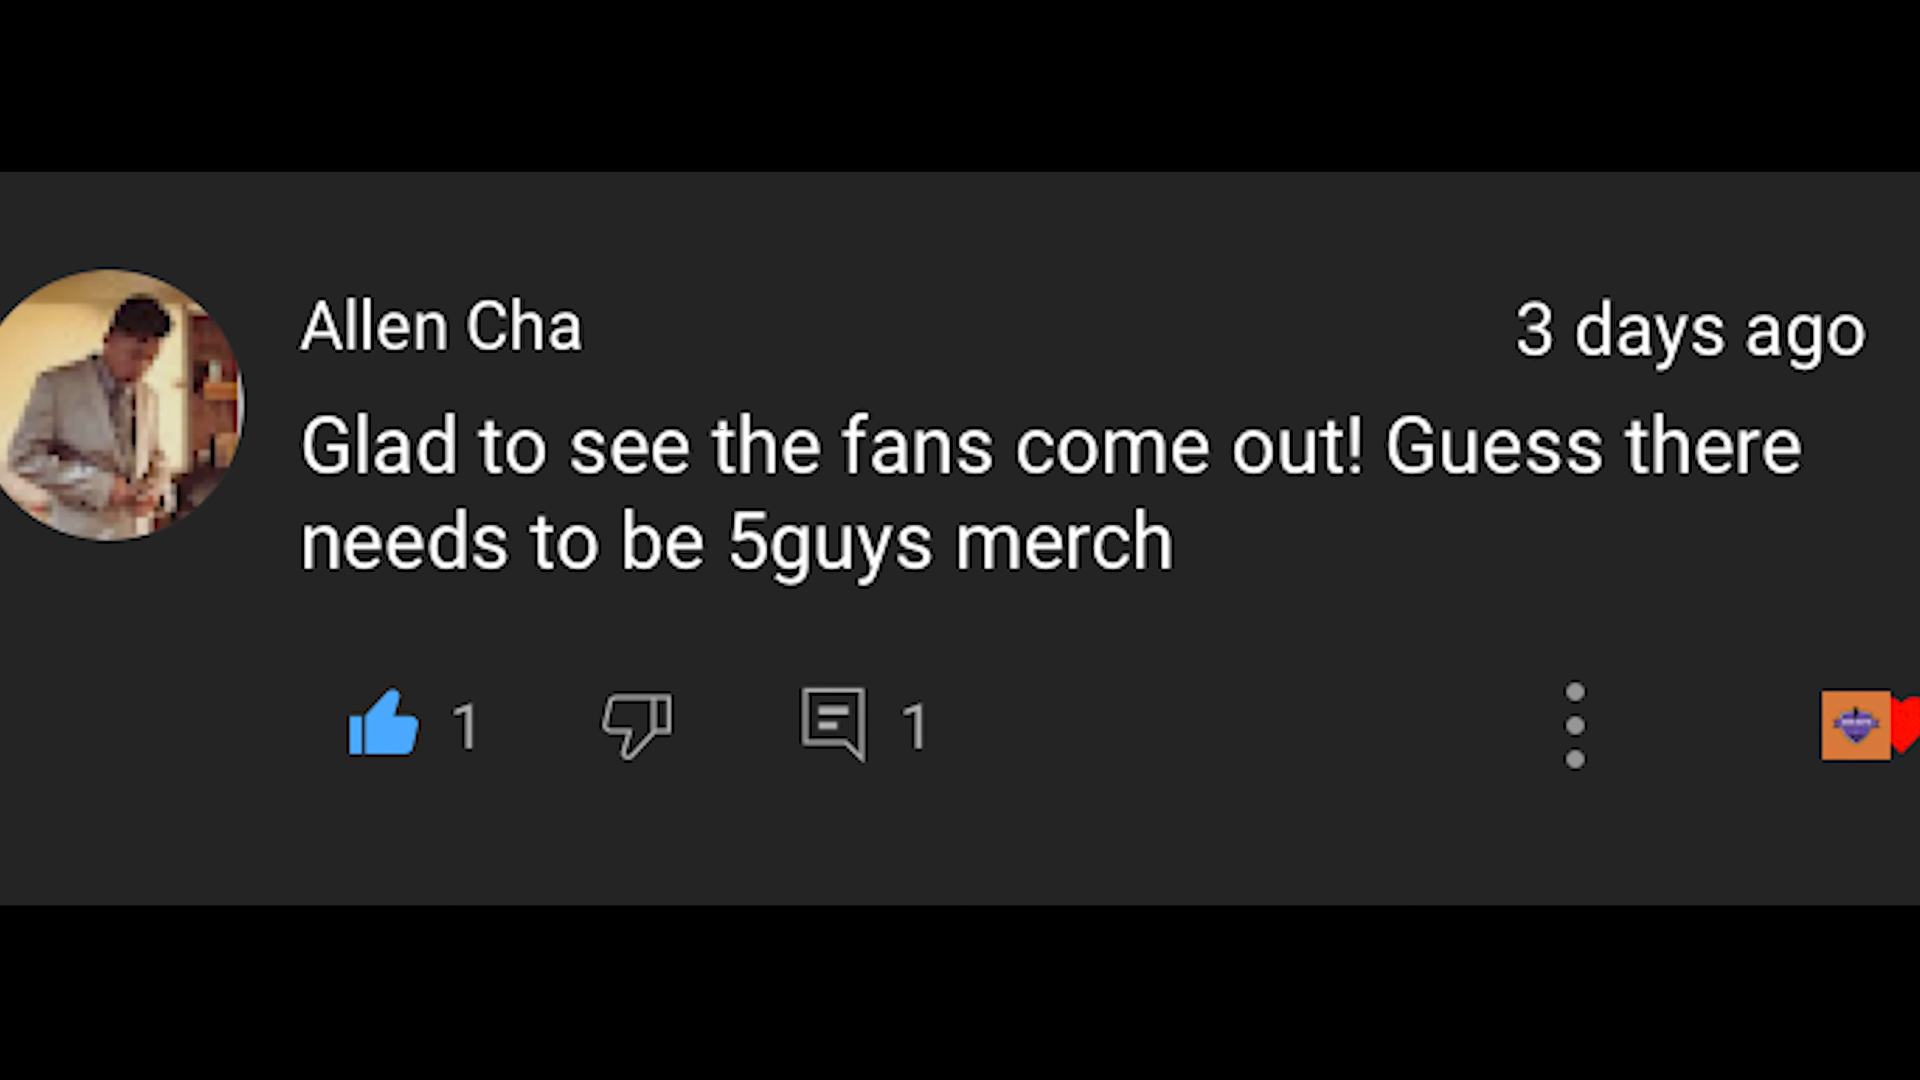 Allen Cha
3 days ago
Glad to see the fans come out! Guess there
needs to be 5guys merch
1
1